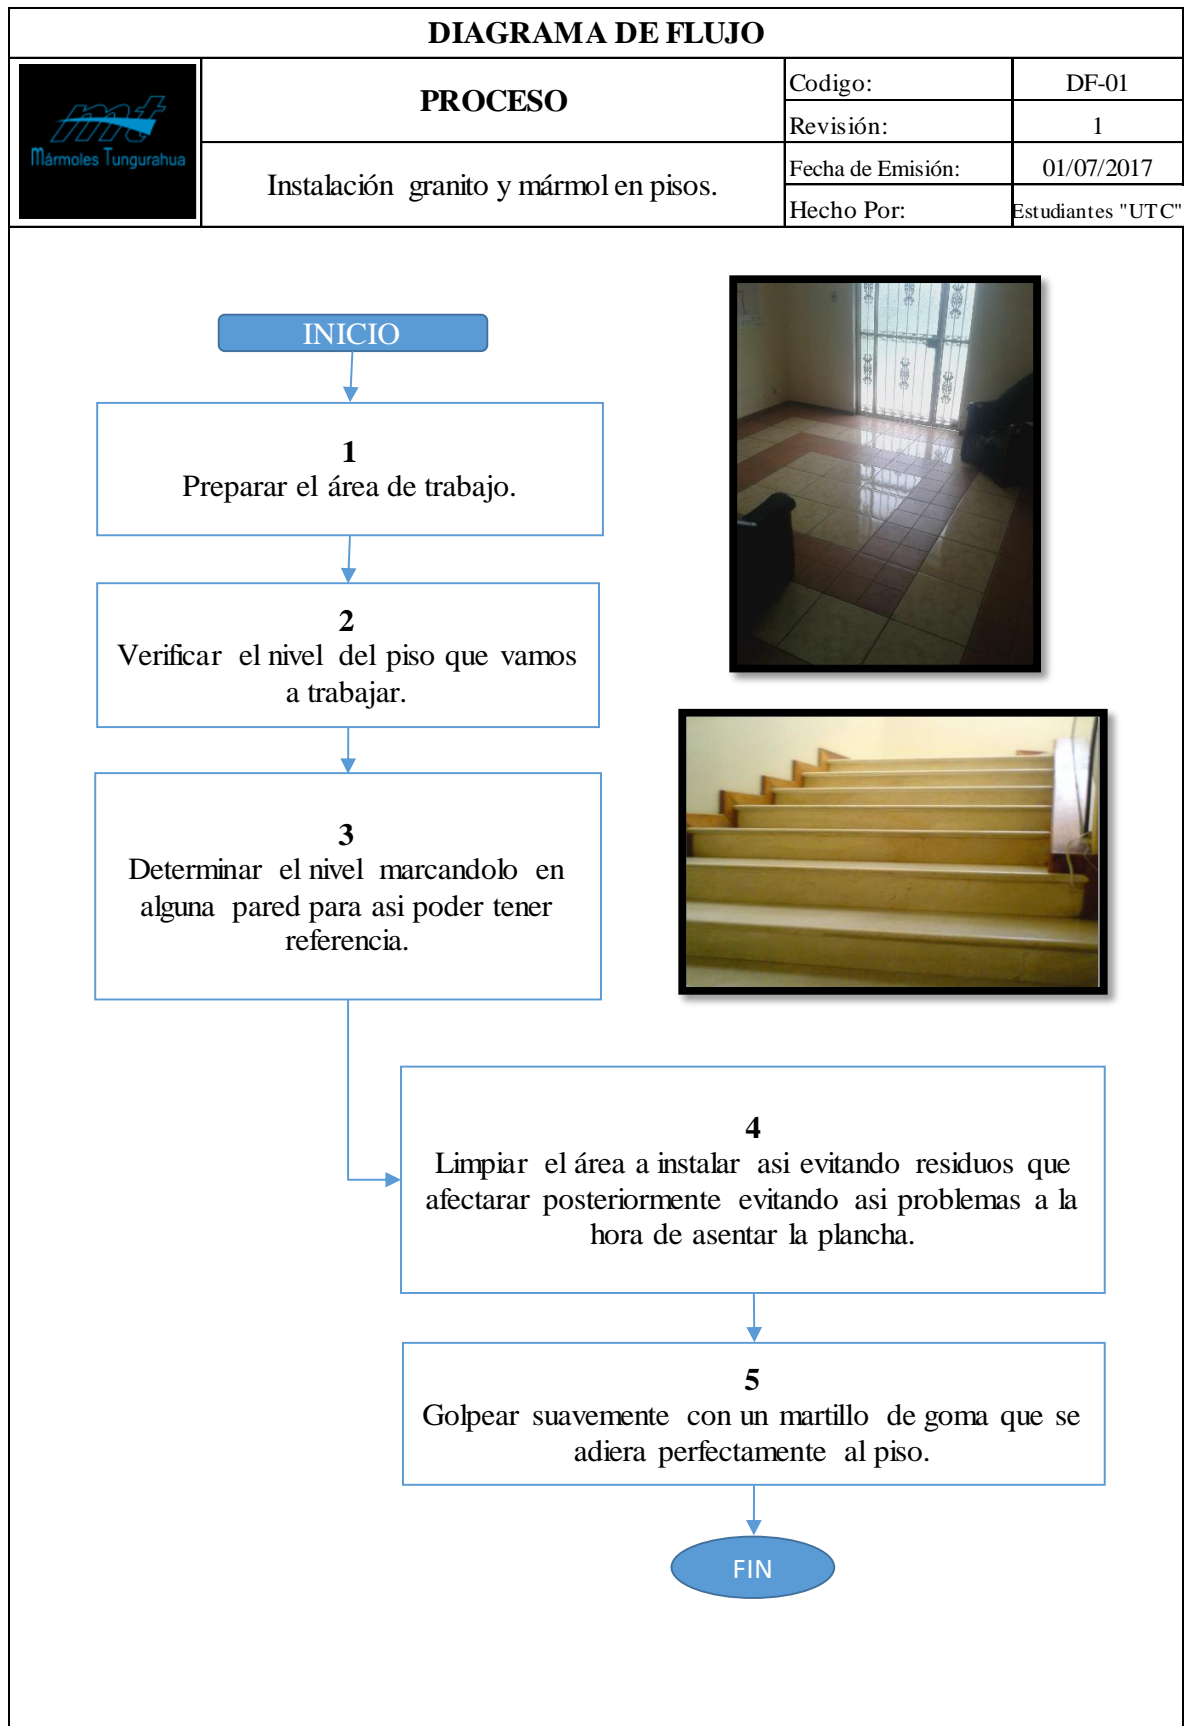 DIAGRAMA DE FLUJO
mt
Mármoles Tungurahua
PROCESO
Instalación granito y mármol en pisos.
Codigo: DF-01
Revisión: 1
Fecha de Emisión: 01/07/2017
Hecho Por: Estudiantes "UTC"
INICIO
1
Preparar el área de trabajo.
2
Verificar el nivel del piso que vamos
a trabajar.
3
Determinar el nivel marcandolo en
alguna pared para asi poder tener
referencia.
4
Limpiar el área a instalar asi evitando residuos que
afectarar posteriormente evitando asi problemas a la
hora de asentar la plancha.
5
Golpear suavemente con un martillo de goma que se
adiera perfectamente al piso.
FIN